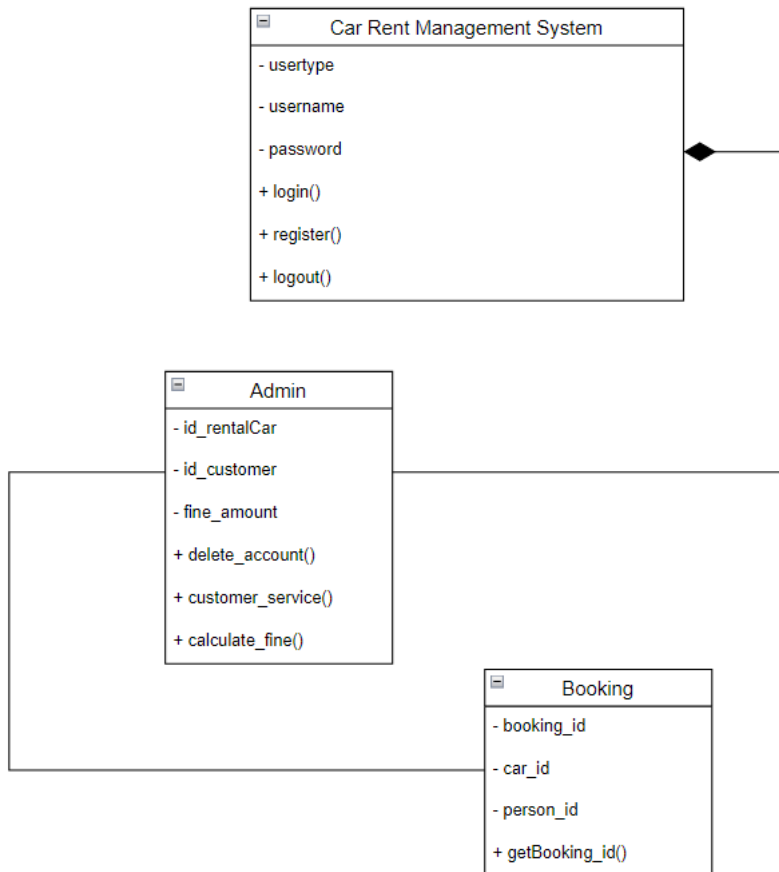 Car Rent Management System
- usertype
- username
- password
+ login()
+ register()
+ logout()
Admin
- id_rentalCar
- id_customer
- fine_amount
+ delete_account()
+ customer_service()
+ calculate_fine()
Booking
- booking_id
- car_id
- person_id
+ getBooking_id()